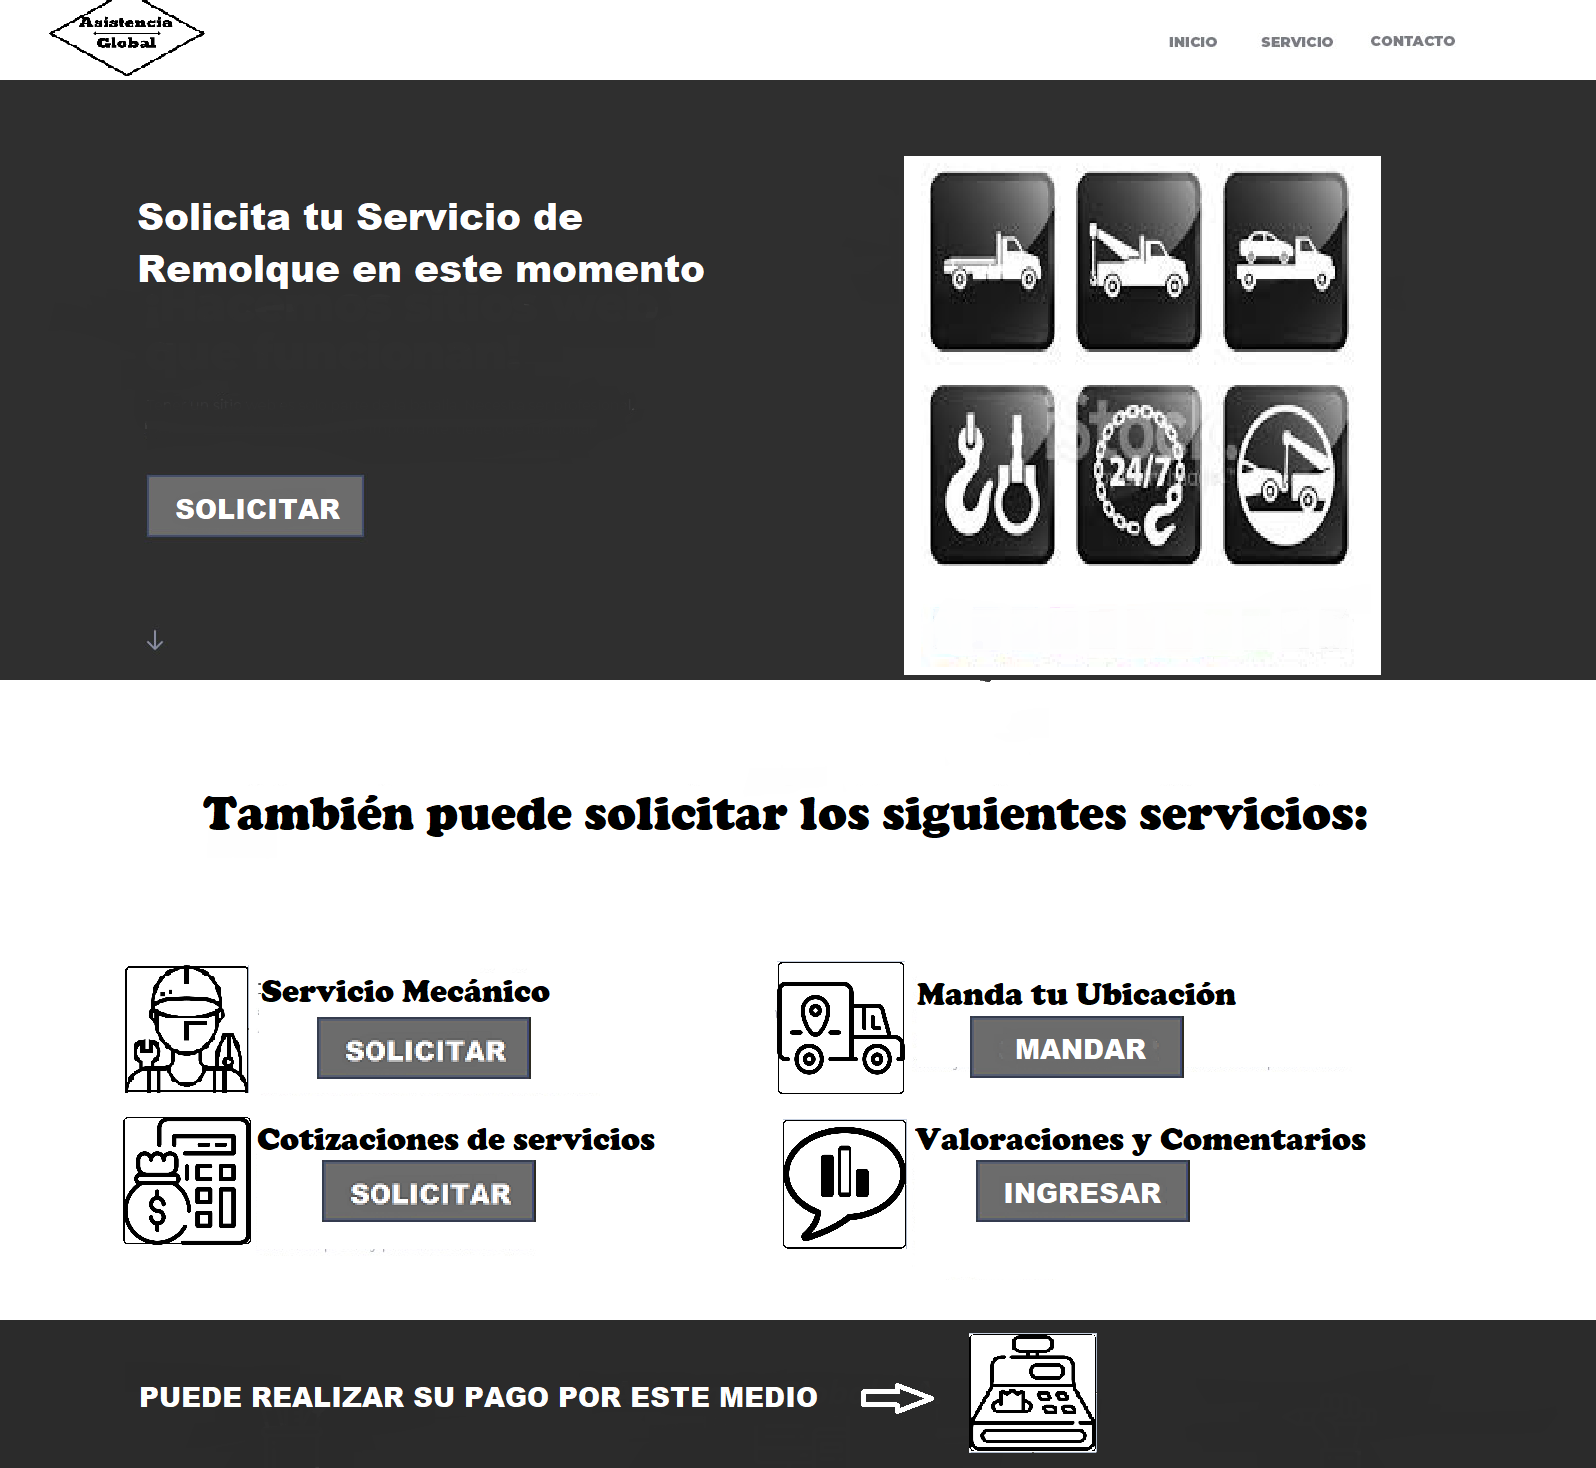 Asistencia
Global
INICIO
SERVICIO
CONTACTO
Solicita tu Servicio de
Remolque en este momento
SOLICITAR
iStock.
24/7
También puede solicitar los siguientes servicios:
Servicio Mecánico
SOLICITAR
Manda tu Ubicación
MANDAR
Cotizaciones de servicios
SOLICITAR
$
Valoraciones y Comentarios
INGRESAR
PUEDE REALIZAR SU PAGO POR ESTE MEDIO